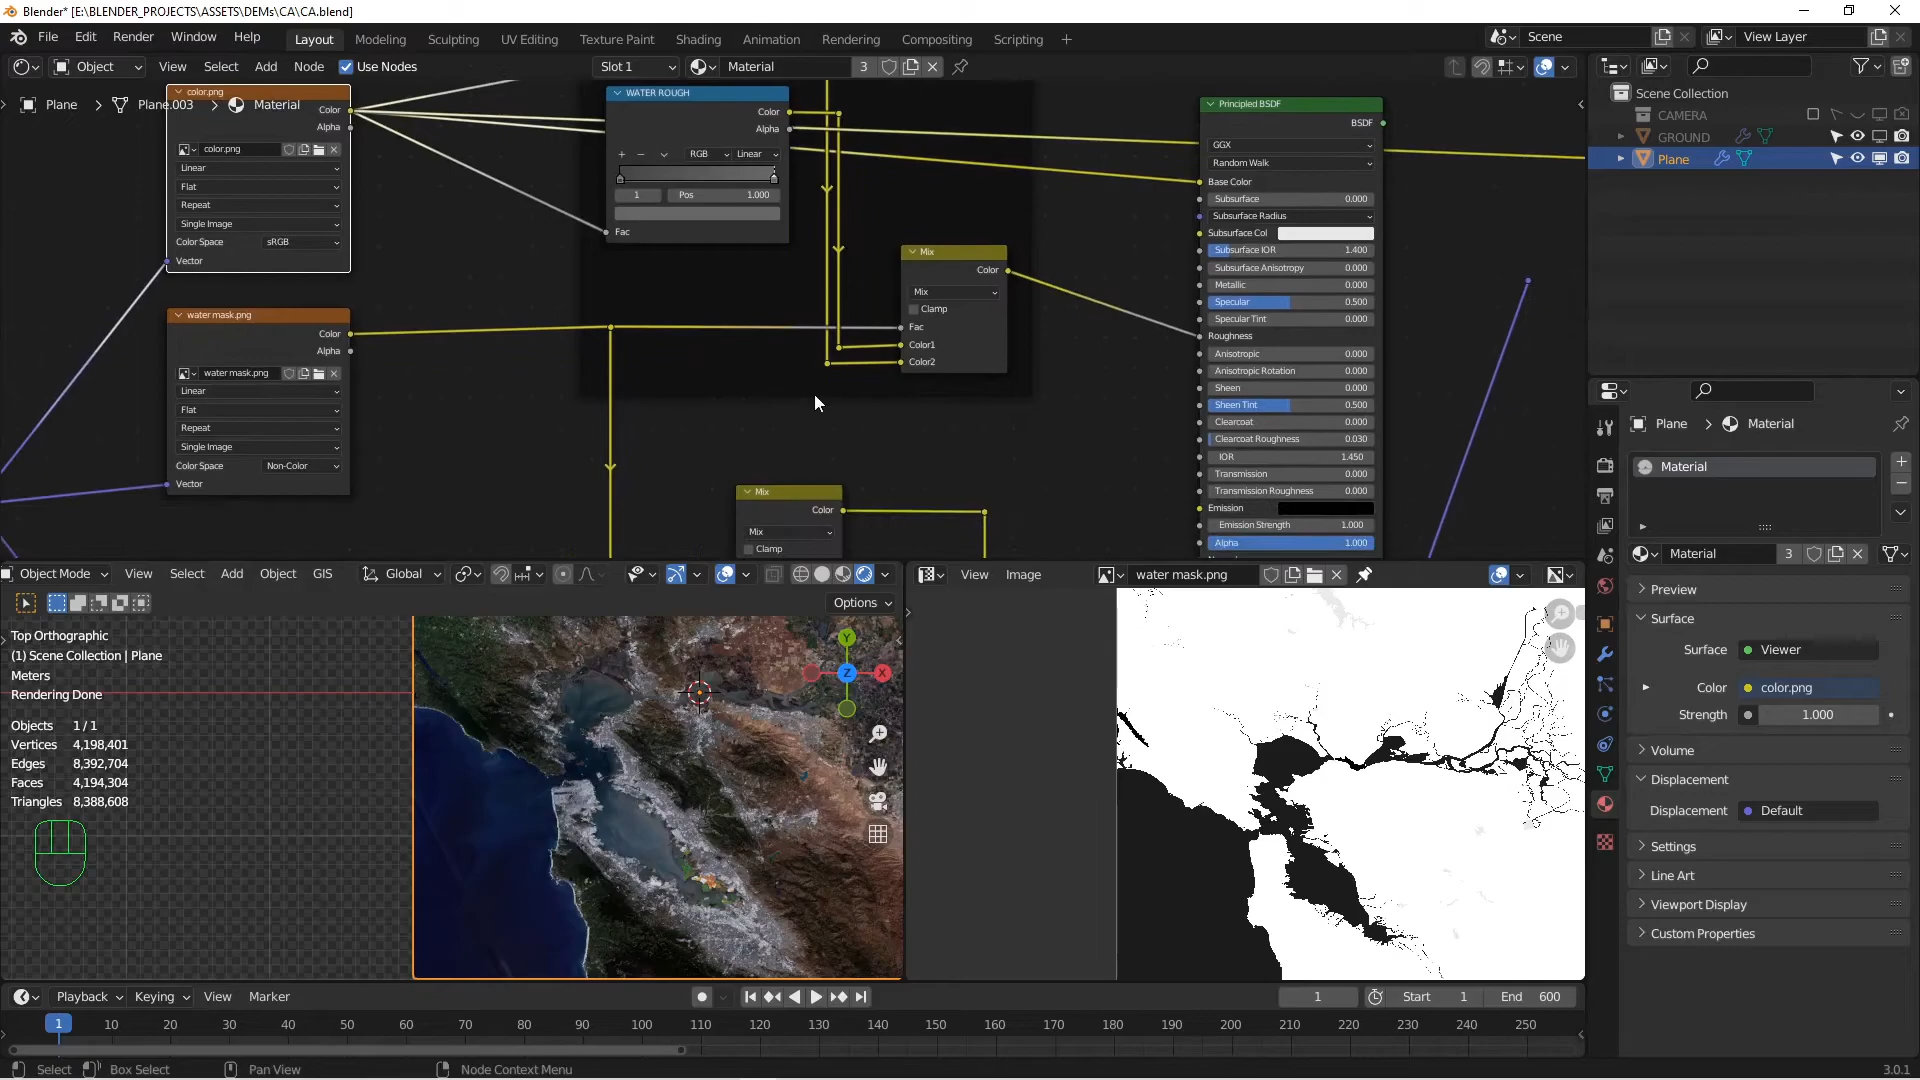 Blender* [E:\BLENDER_PROJECTS\ASSETS\DEMs\CA\CA.blend]
File Edit Render Window Help Layout Modeling Sculpting UV Editing Texture Paint Shading Animation Rendering Compositing Scripting + Scene View Layer
Object View Select Add Node Use Nodes Slot 1 Material 3
Plane > Plane.003 > Material
color.png
Color
Alpha
color.png
Linear
Flat
Repeat
Single Image
Color Space sRGB
Vector
water mask.png
Color
Alpha
water mask.png
Linear
Flat
Repeat
Single Image
Color Space Non-Color
Vector
WATER ROUGH
Color
Alpha
+ − RGB Linear
1 Pos 1.000
Fac
Mix
Color
Mix
Clamp
Fac
Color1
Color2
Mix
Color
Mix
Clamp
Principled BSDF
BSDF
GGX
Random Walk
Base Color
Subsurface 0.000
Subsurface Radius
Subsurface Col
Subsurface IOR 1.400
Subsurface Anisotropy 0.000
Metallic 0.000
Specular 0.500
Specular Tint 0.000
Roughness
Anisotropic 0.000
Anisotropic Rotation 0.000
Sheen 0.000
Sheen Tint 0.500
Clearcoat 0.000
Clearcoat Roughness 0.030
IOR 1.450
Transmission 0.000
Transmission Roughness 0.000
Emission
Emission Strength 1.000
Alpha 1.000
Scene Collection
CAMERA
GROUND
Plane
Plane > Material
Material
Material 3
Preview
Surface
Surface Viewer
Color color.png
Strength 1.000
Volume
Displacement
Displacement Default
Settings
Line Art
Viewport Display
Custom Properties
Object Mode View Select Add Object GIS Global
Options
Top Orthographic
(1) Scene Collection | Plane
Meters
Rendering Done
Objects 1/1
Vertices 4,198,401
Edges 8,392,704
Faces 4,194,304
Triangles 8,388,608
Y
X
Z
View Image water mask.png
Playback Keying View Marker 1 Start 1 End 600
1 10 20 30 40 50 60 70 80 90 100 110 120 130 140 150 160 170 180 190 200 210 220 230 240 250
Select Box Select Pan View Node Context Menu 3.0.1